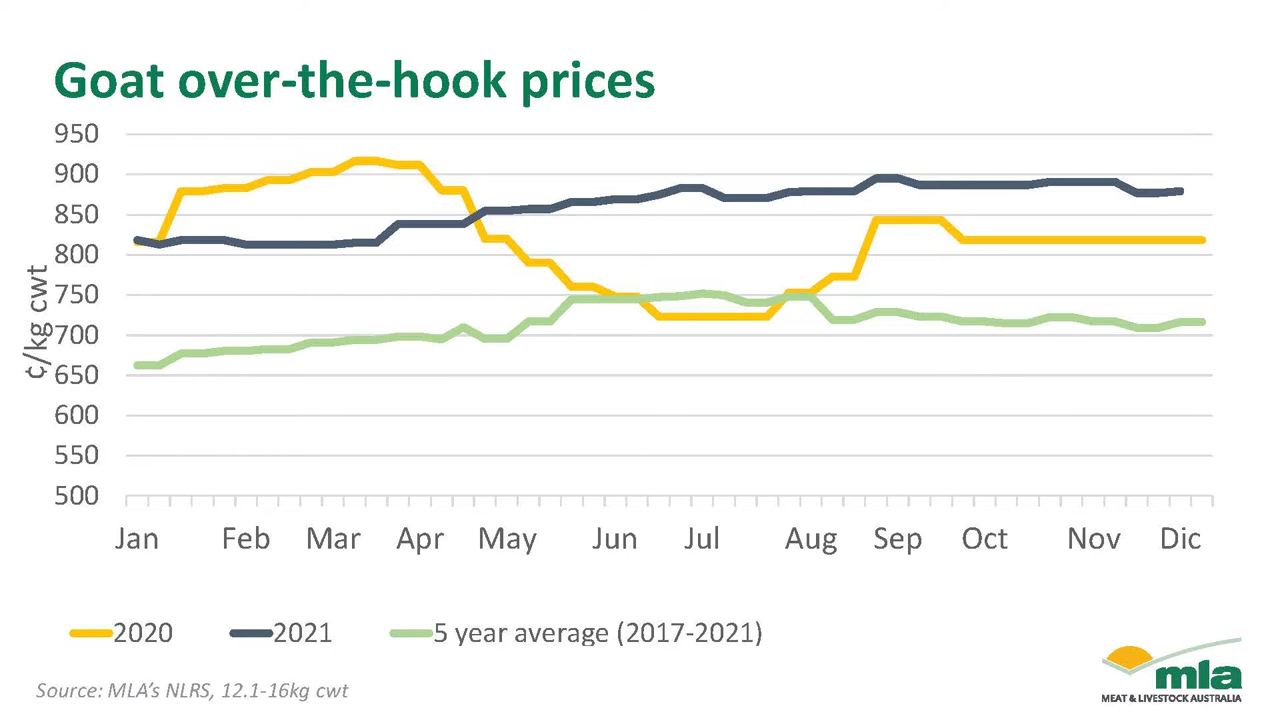 Goat over-the-hook prices
950
900
850
800
750
700
650
600
550
500
¢/kg cwt
Jan Feb Mar Apr May Jun Jul Aug Sep Oct Nov Dic
2020 2021 5 year average (2017-2021)
Source: MLA's NLRS, 12.1-16kg cwt
mla
MEAT & LIVESTOCK AUSTRALIA